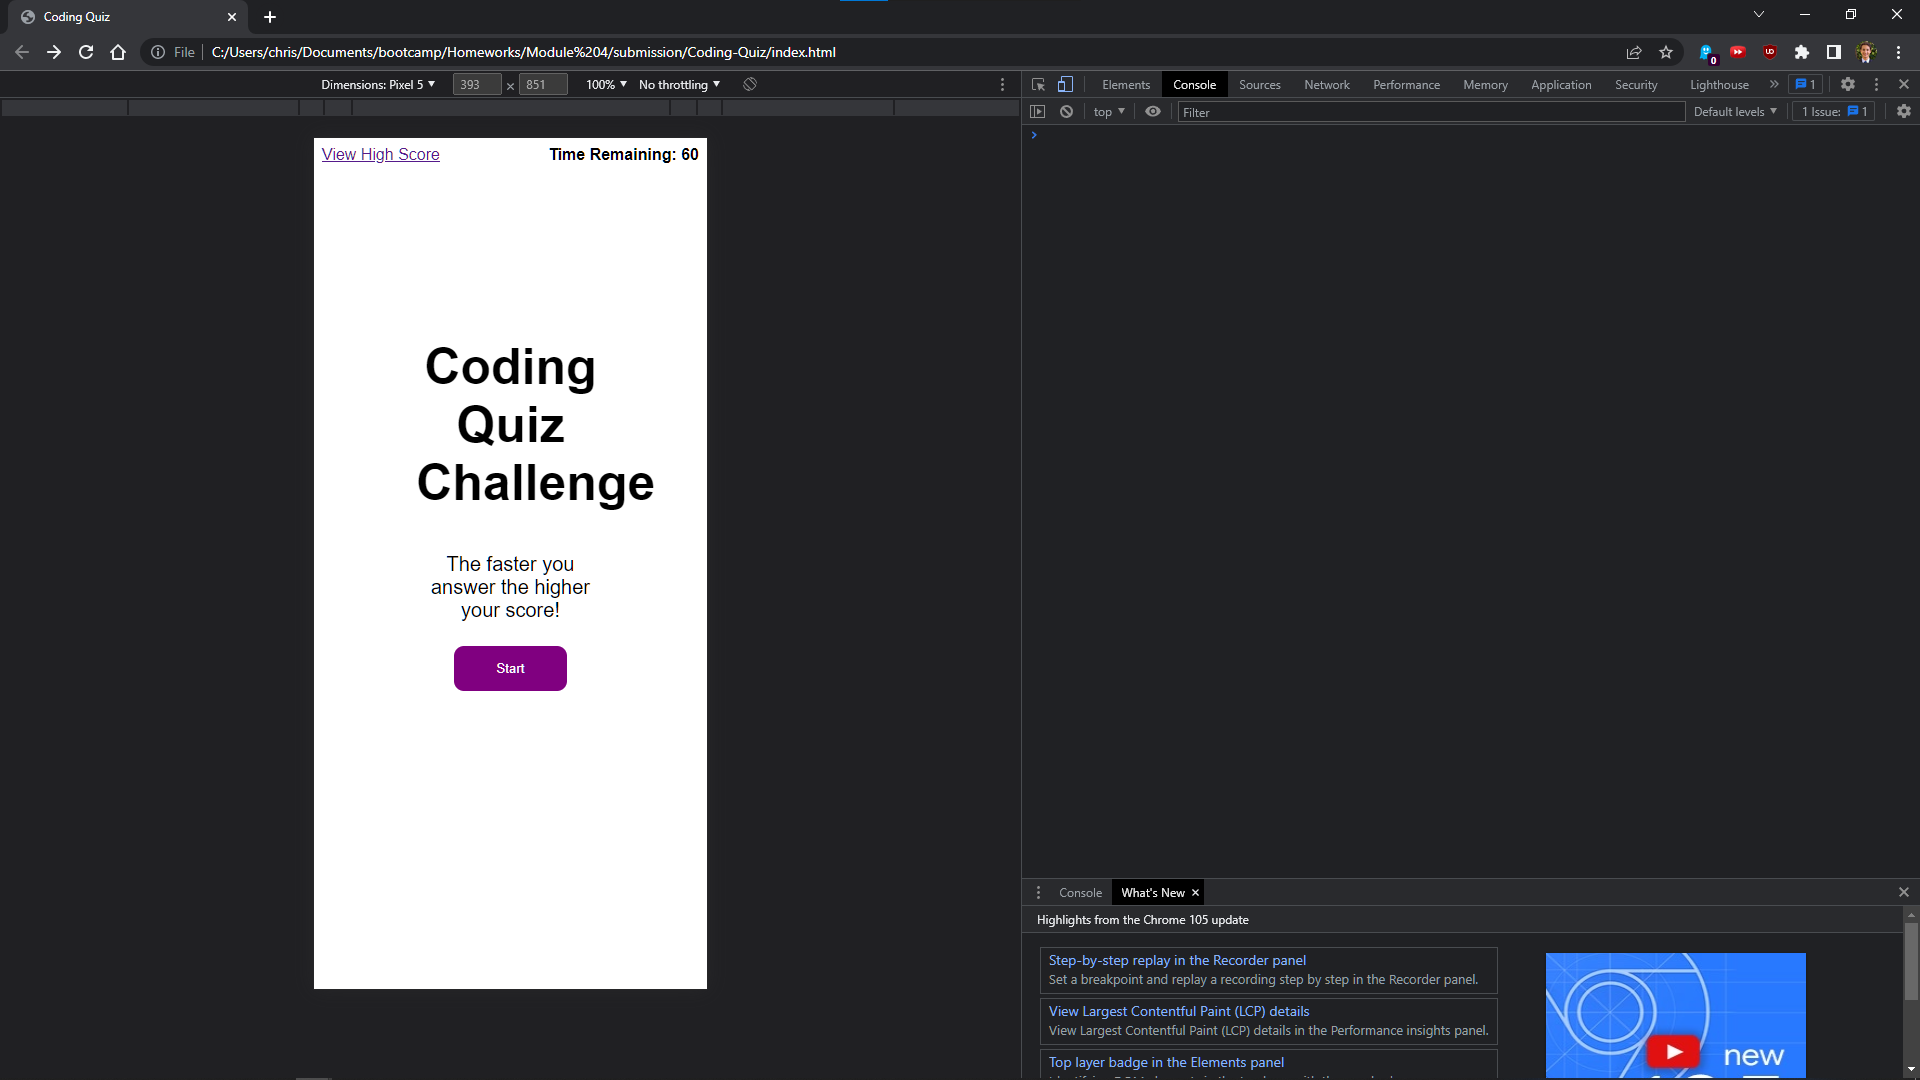 Coding Quiz
File
C:/Users/chris/Documents/bootcamp/Homeworks/Module%204/submission/Coding-Quiz/index.html
0
Dimensions: Pixel 5 393 × 851 100% No throttling
Elements Console Sources Network Performance Memory Application Security Lighthouse » 1
top Filter Default levels 1 Issue: 1
View High Score Time Remaining: 60
Coding
Quiz
Challenge
The faster you
answer the higher
your score!
Start
Console What's New
Highlights from the Chrome 105 update
Step-by-step replay in the Recorder panel
Set a breakpoint and replay a recording step by step in the Recorder panel.
View Largest Contentful Paint (LCP) details
View Largest Contentful Paint (LCP) details in the Performance insights panel.
Top layer badge in the Elements panel
new